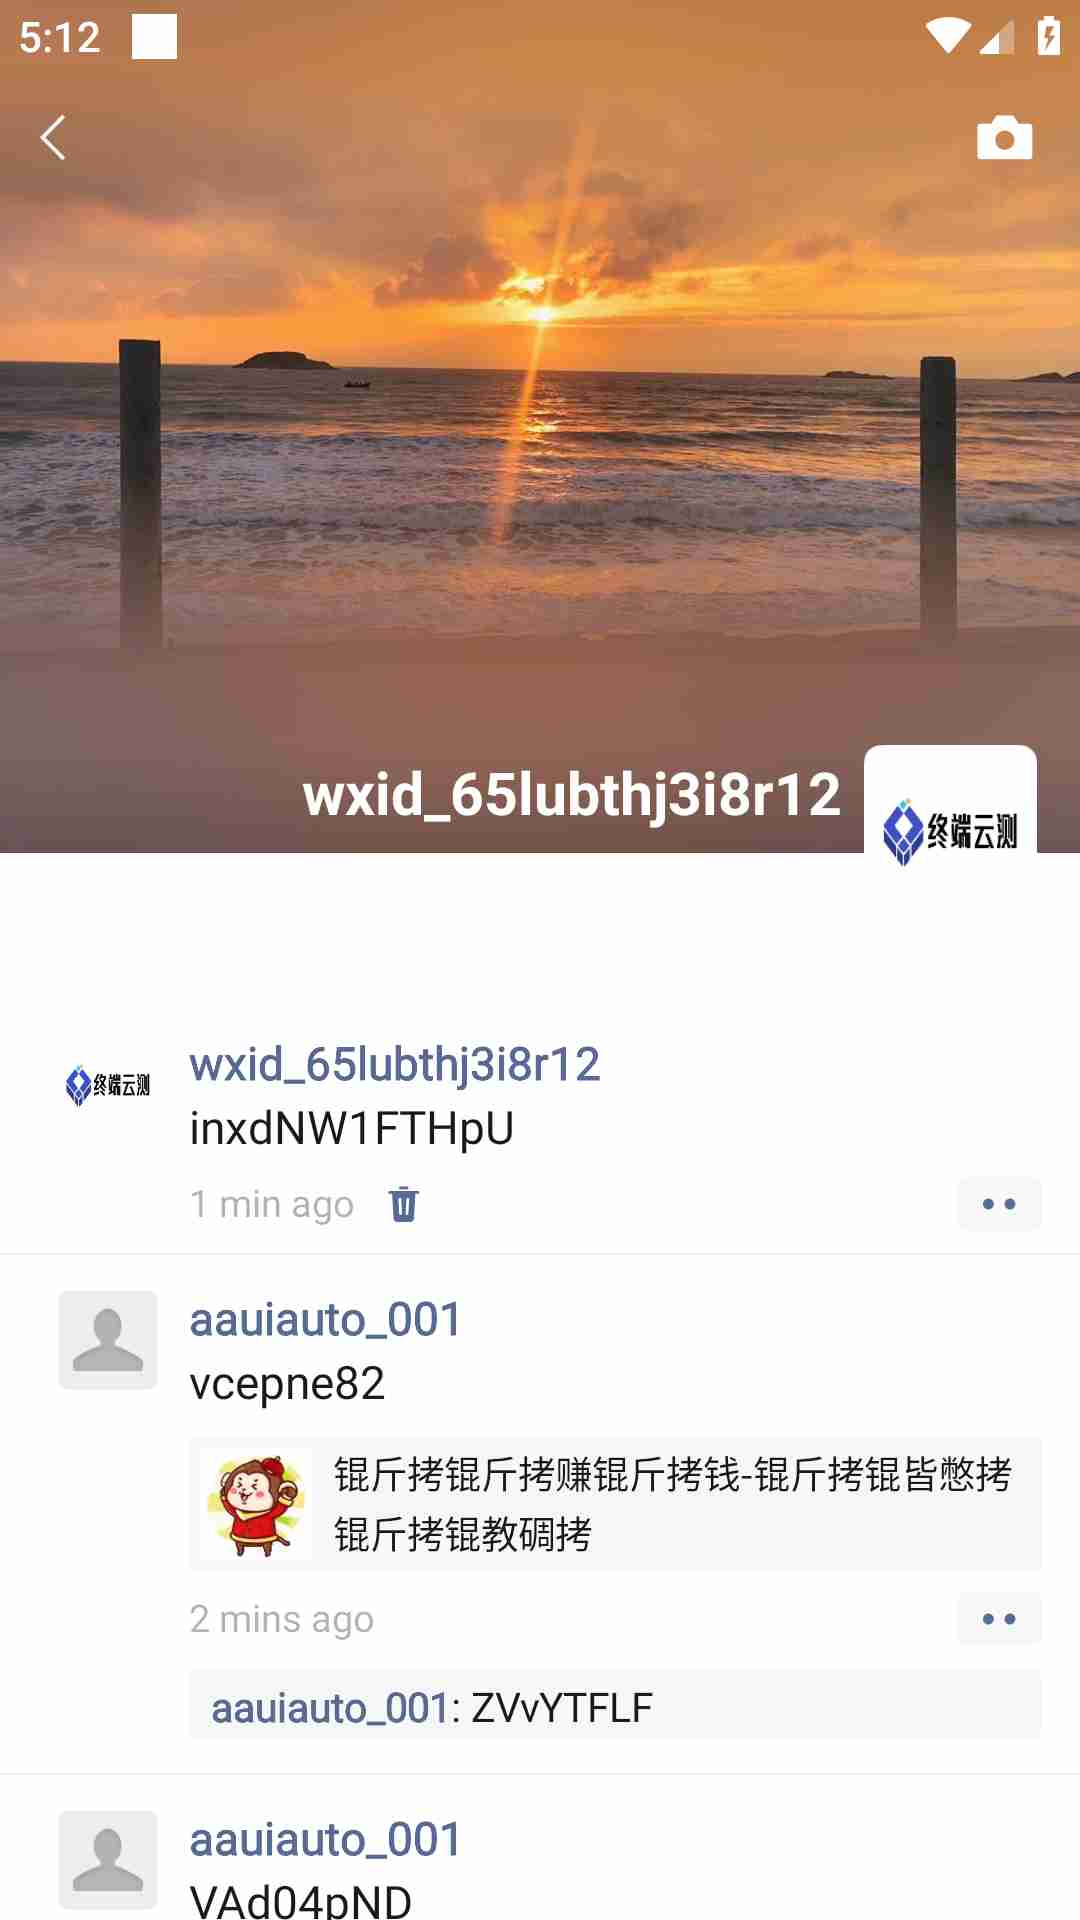 5:12
wxid_65lubthj3i8r12
终端云测
wxid_65lubthj3i8r12
终端云测
inxdNW1FTHpU
1 min ago
aauiauto_001
vcepne82
锟斤拷锟斤拷赚锟斤拷钱-锟斤拷锟皆憋拷
锟斤拷锟教碉拷
2 mins ago
aauiauto_001: ZVvYTFLF
aauiauto_001
VAd04pND